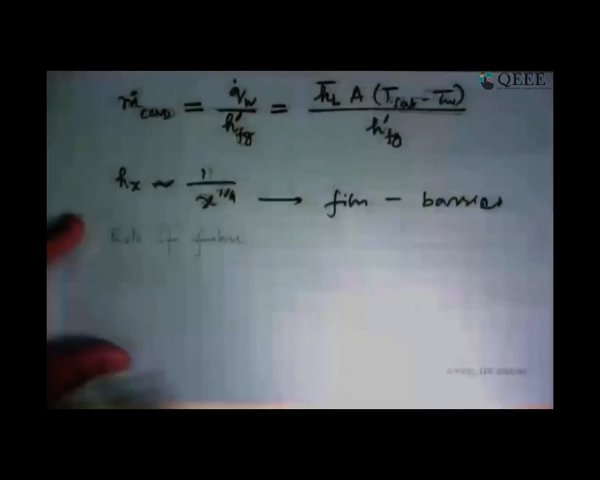 QEEE
ṁ_cond = q̇_w / h'_fg = h̄_L A (T_sat - T_w) / h'_fg
h_x ~ 1 / x^1/4 → film - barrier